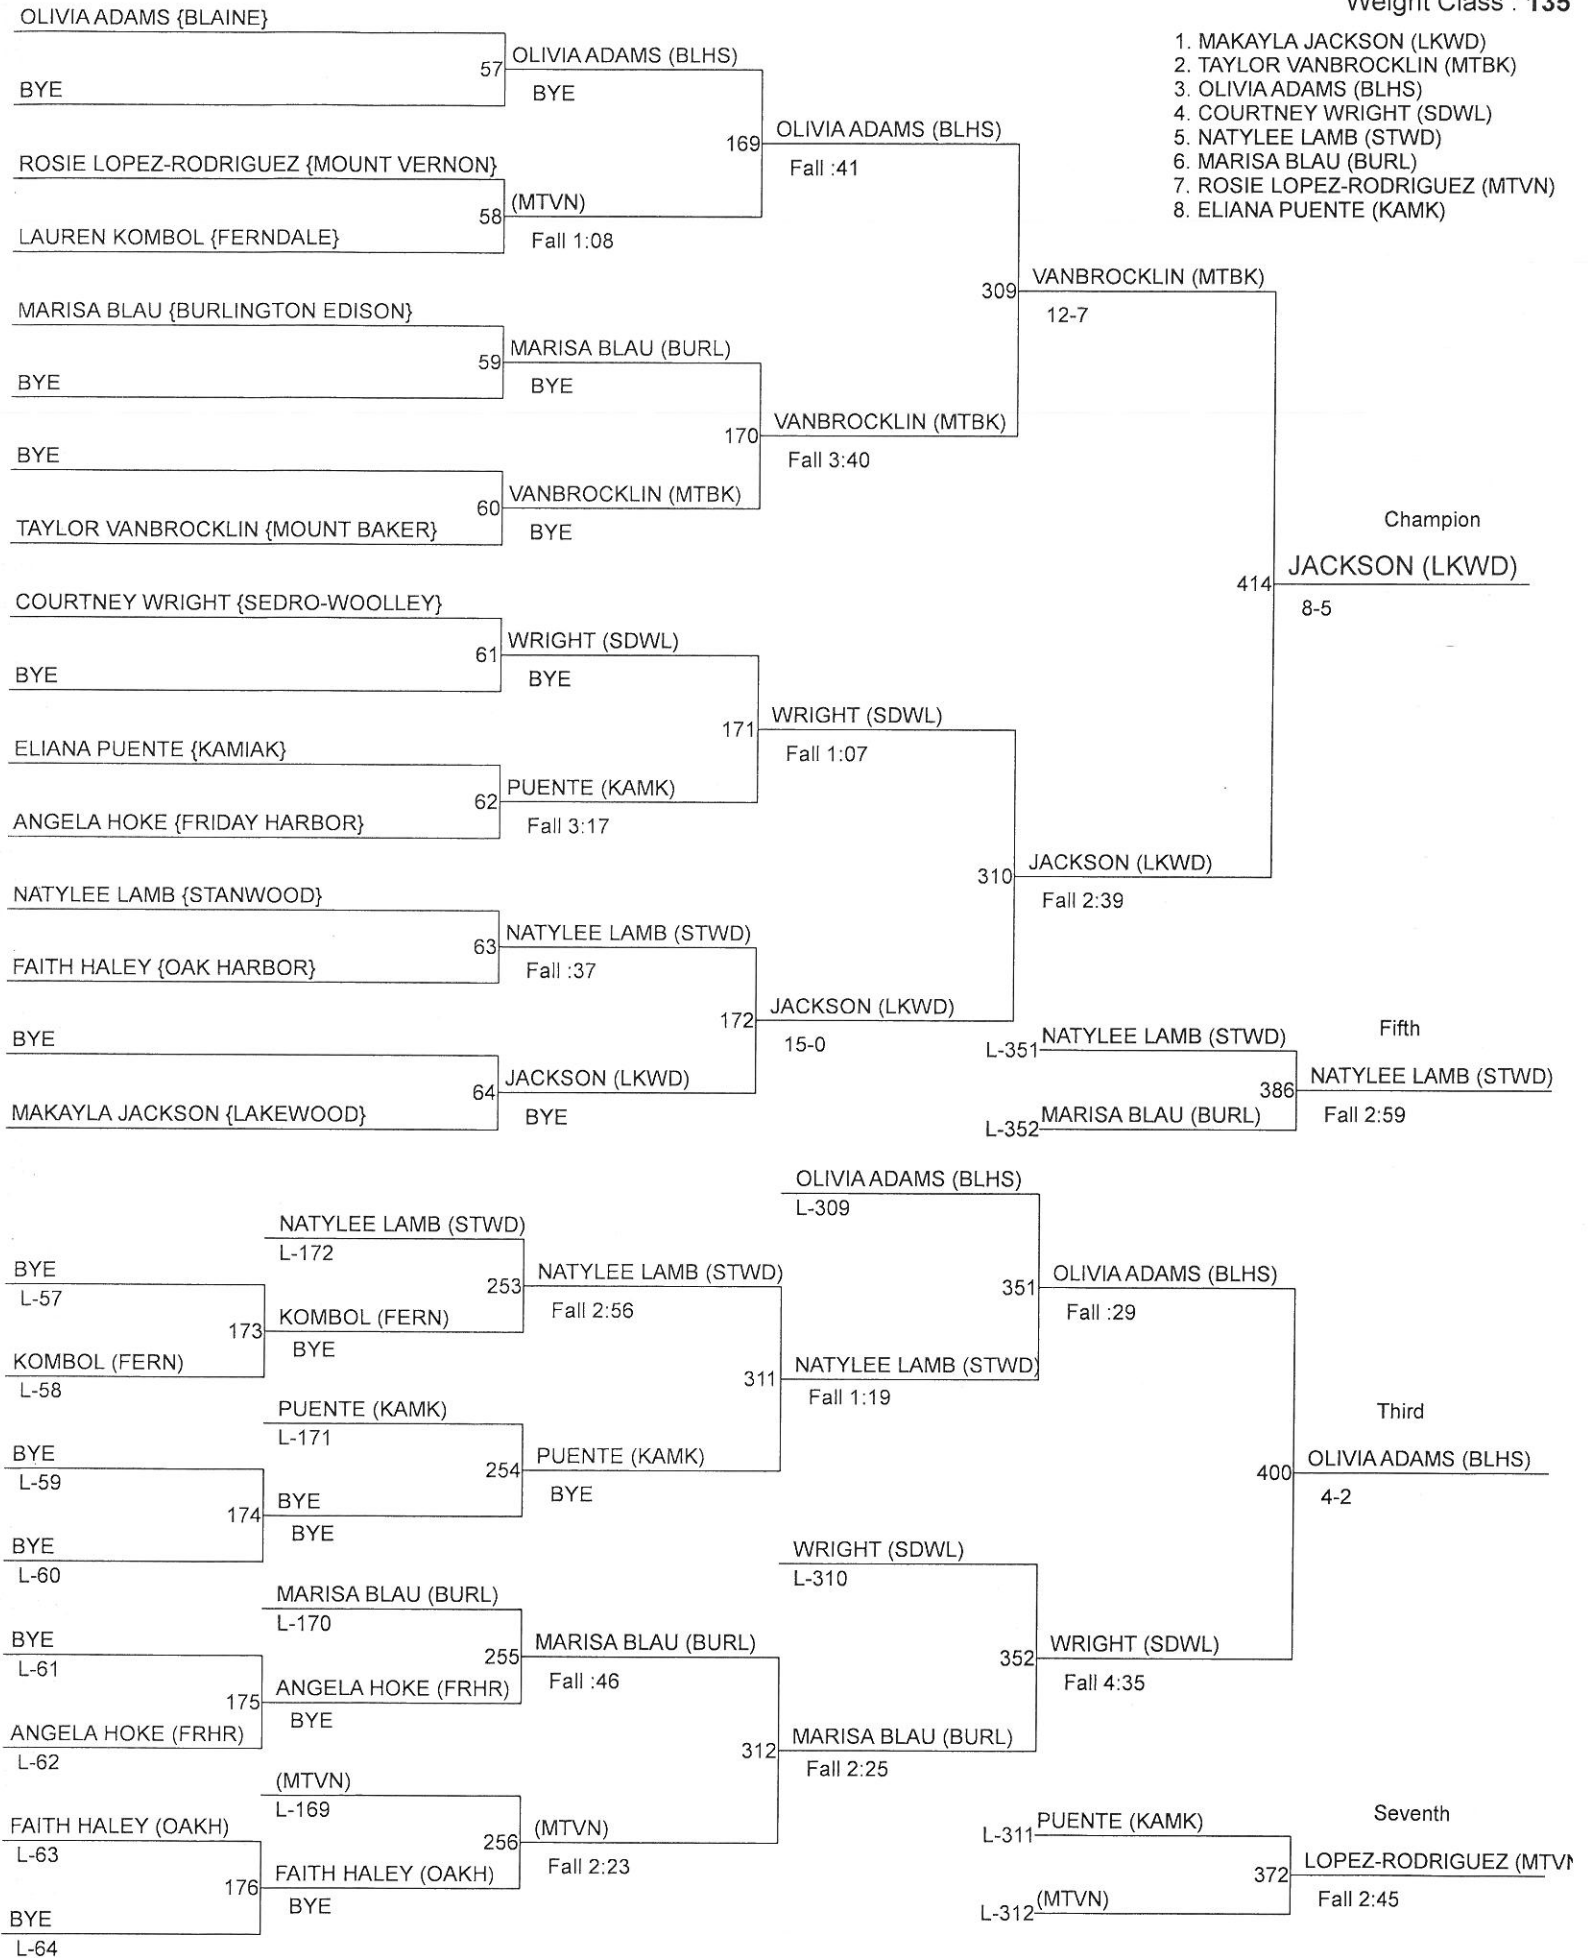 Weight Class : 135
1. MAKAYLA JACKSON (LKWD)
2. TAYLOR VANBROCKLIN (MTBK)
3. OLIVIA ADAMS (BLHS)
4. COURTNEY WRIGHT (SDWL)
5. NATYLEE LAMB (STWD)
6. MARISA BLAU (BURL)
7. ROSIE LOPEZ-RODRIGUEZ (MTVN)
8. ELIANA PUENTE (KAMK)
OLIVIA ADAMS {BLAINE}
57
BYE
OLIVIA ADAMS (BLHS)
BYE
ROSIE LOPEZ-RODRIGUEZ {MOUNT VERNON}
58
LAUREN KOMBOL {FERNDALE}
(MTVN)
Fall 1:08
169
OLIVIA ADAMS (BLHS)
Fall :41
MARISA BLAU {BURLINGTON EDISON}
59
BYE
MARISA BLAU (BURL)
BYE
BYE
60
TAYLOR VANBROCKLIN {MOUNT BAKER}
VANBROCKLIN (MTBK)
BYE
170
VANBROCKLIN (MTBK)
Fall 3:40
309
VANBROCKLIN (MTBK)
12-7
COURTNEY WRIGHT {SEDRO-WOOLLEY}
61
BYE
WRIGHT (SDWL)
BYE
ELIANA PUENTE {KAMIAK}
62
ANGELA HOKE {FRIDAY HARBOR}
PUENTE (KAMK)
Fall 3:17
171
WRIGHT (SDWL)
Fall 1:07
NATYLEE LAMB {STANWOOD}
63
FAITH HALEY {OAK HARBOR}
NATYLEE LAMB (STWD)
Fall :37
BYE
64
MAKAYLA JACKSON {LAKEWOOD}
JACKSON (LKWD)
BYE
172
JACKSON (LKWD)
15-0
310
JACKSON (LKWD)
Fall 2:39
Champion
414
JACKSON (LKWD)
8-5
Fifth
NATYLEE LAMB (STWD)
L-351
386
MARISA BLAU (BURL)
L-352
NATYLEE LAMB (STWD)
Fall 2:59
BYE
L-57
173
KOMBOL (FERN)
L-58
NATYLEE LAMB (STWD)
L-172
253
KOMBOL (FERN)
BYE
NATYLEE LAMB (STWD)
Fall 2:56
BYE
L-59
174
BYE
L-60
PUENTE (KAMK)
L-171
254
BYE
BYE
PUENTE (KAMK)
BYE
311
NATYLEE LAMB (STWD)
Fall 1:19
OLIVIA ADAMS (BLHS)
L-309
351
OLIVIA ADAMS (BLHS)
Fall :29
BYE
L-61
175
ANGELA HOKE (FRHR)
L-62
MARISA BLAU (BURL)
L-170
255
ANGELA HOKE (FRHR)
BYE
MARISA BLAU (BURL)
Fall :46
FAITH HALEY (OAKH)
L-63
176
BYE
L-64
(MTVN)
L-169
256
FAITH HALEY (OAKH)
BYE
(MTVN)
Fall 2:23
312
MARISA BLAU (BURL)
Fall 2:25
WRIGHT (SDWL)
L-310
352
WRIGHT (SDWL)
Fall 4:35
Third
400
OLIVIA ADAMS (BLHS)
4-2
Seventh
PUENTE (KAMK)
L-311
372
(MTVN)
L-312
LOPEZ-RODRIGUEZ (MTVN
Fall 2:45